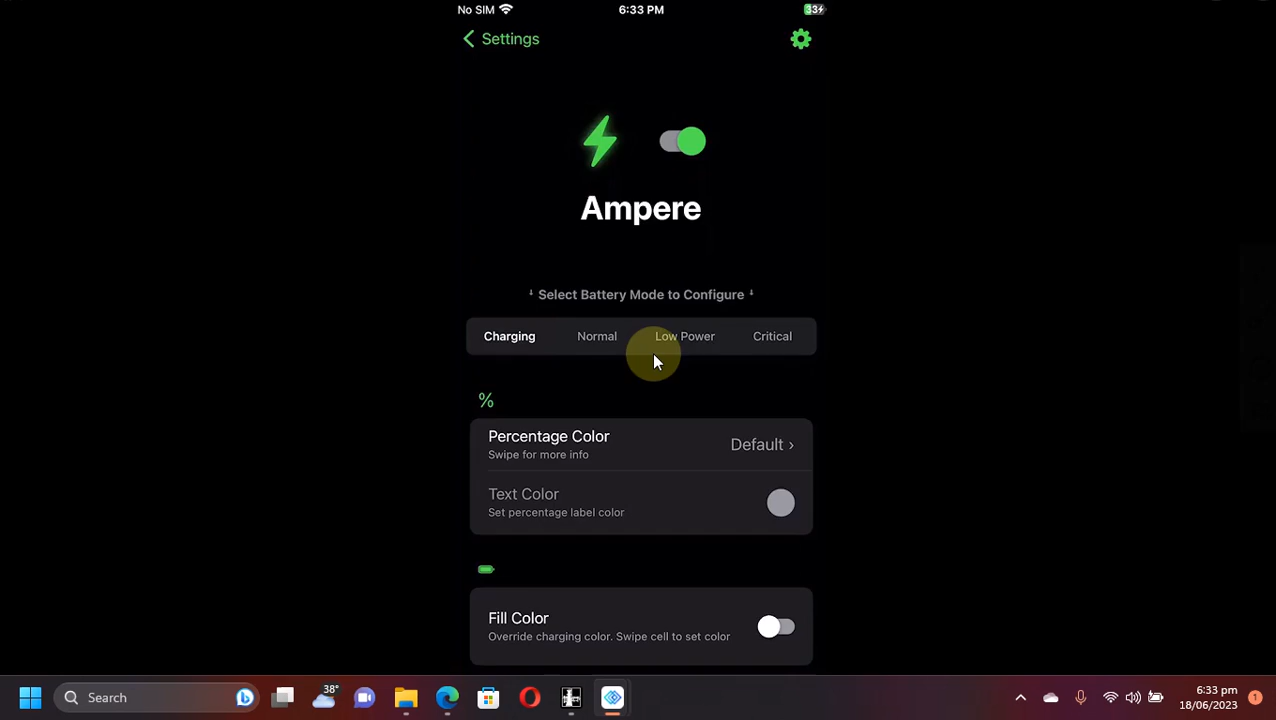 No SIM
6:33 PM
33
Settings
Ampere
Select Battery Mode to Configure
Charging
Normal
Low Power
Critical
%
Percentage Color
Swipe for more info
Default ›
Text Color
Set percentage label color
Fill Color
Override charging color. Swipe cell to set color
Search
38°
6:33 pm
18/06/2023
1